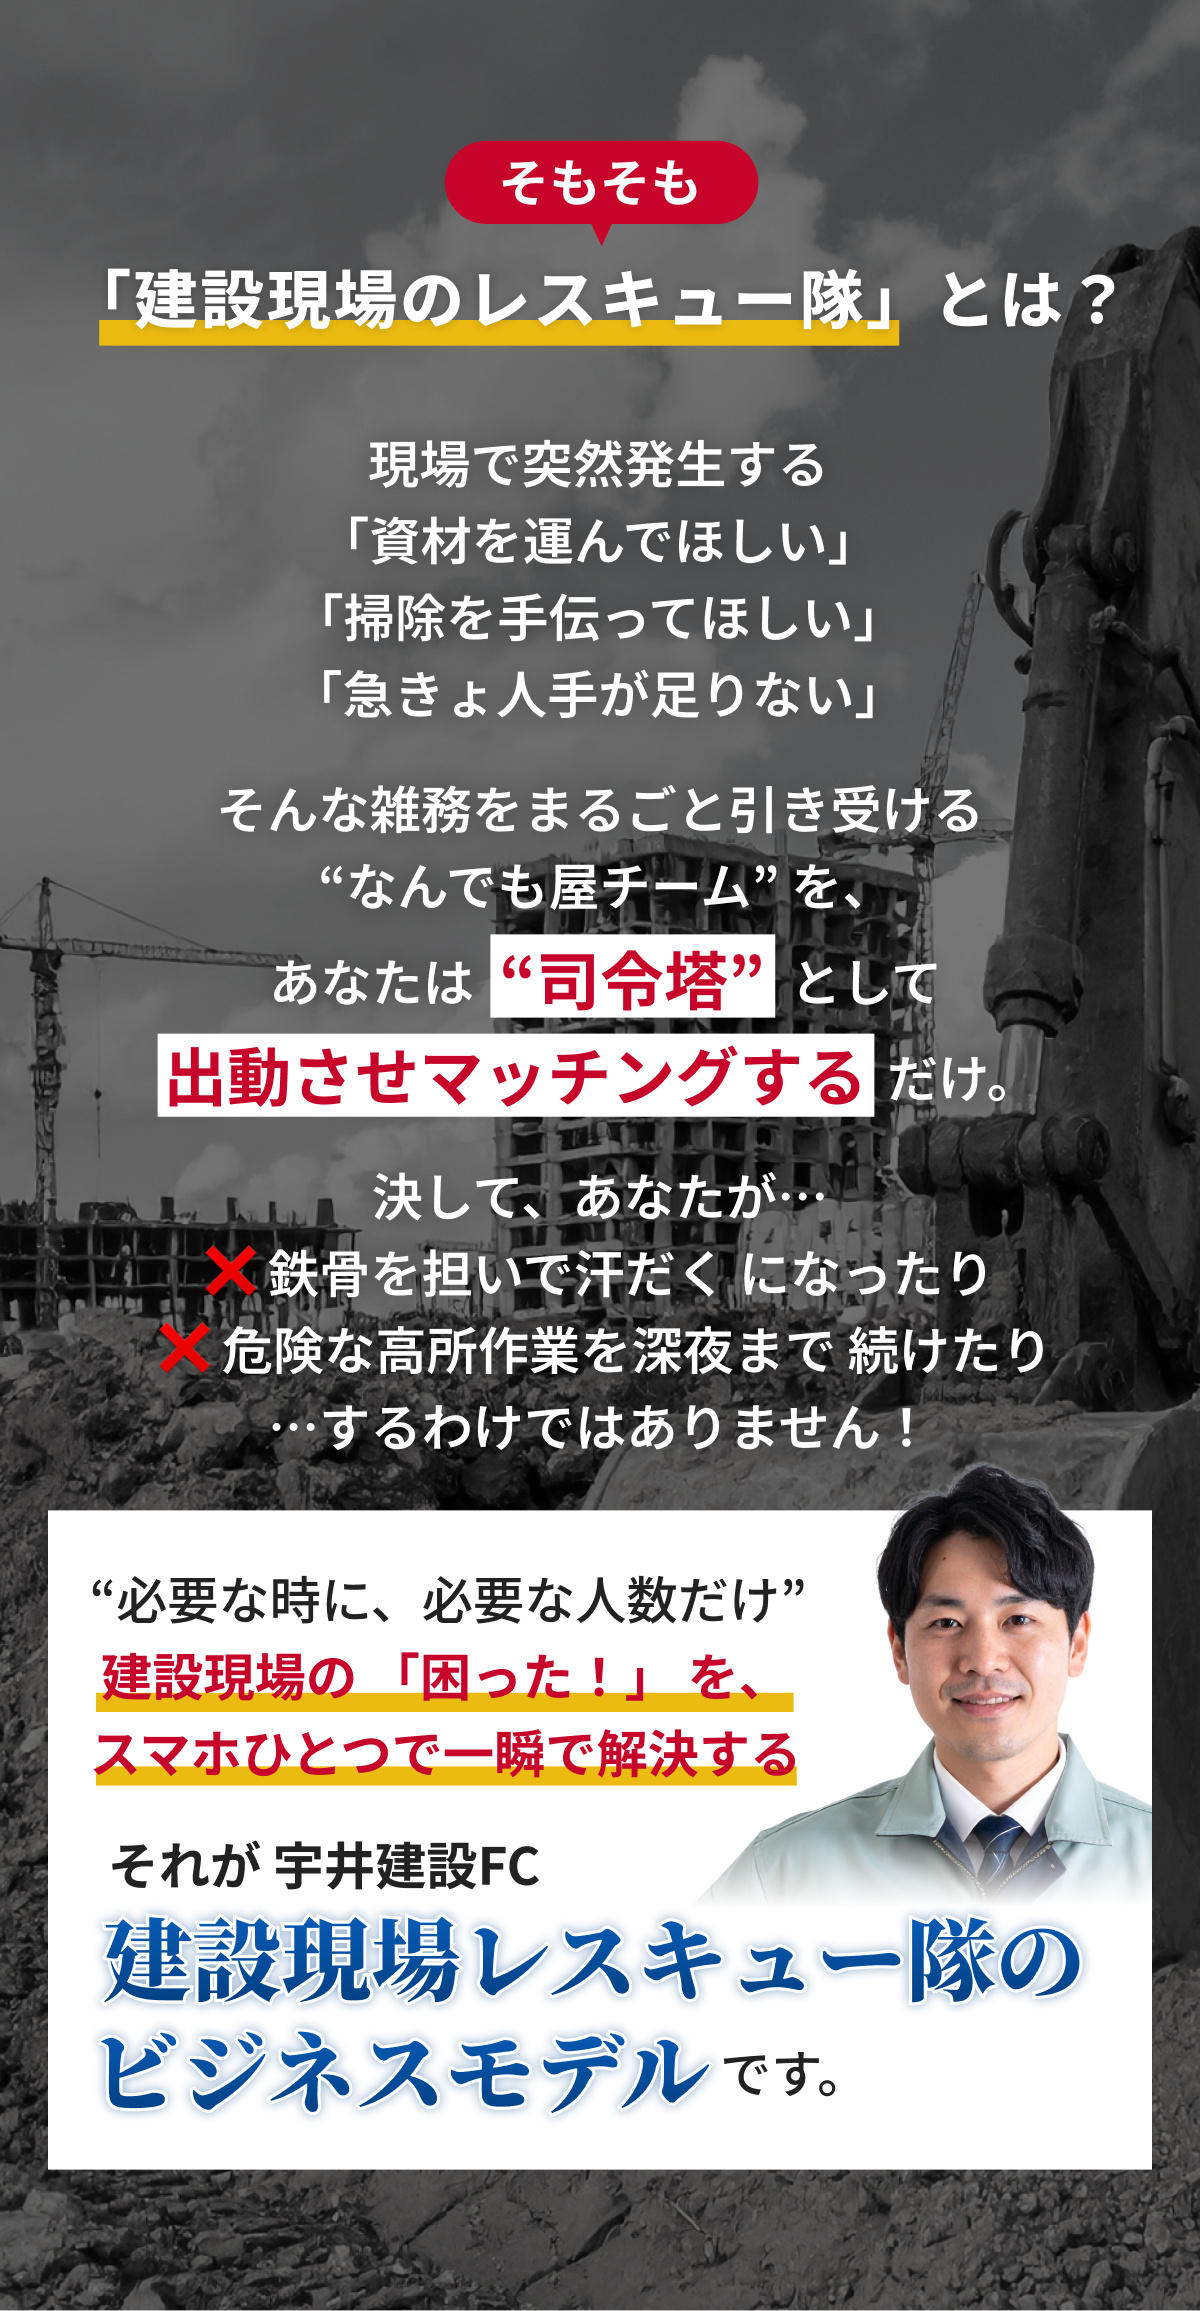 そもそも
「建設現場のレスキュー隊」とは？
現場で突然発生する
「資材を運んでほしい」
「掃除を手伝ってほしい」
「急きょ人手が足りない」
そんな雑務をまるごと引き受ける
“なんでも屋チーム” を、
あなたは “司令塔” として
出動させマッチングする だけ。
決して、あなたが…
❌鉄骨を担いで汗だく になったり
❌危険な高所作業を深夜まで 続けたり
…するわけではありません！
“必要な時に、必要な人数だけ”
建設現場の 「困った！」 を、
スマホひとつで一瞬で解決する
それが 宇井建設FC
建設現場レスキュー隊の
ビジネスモデル です。